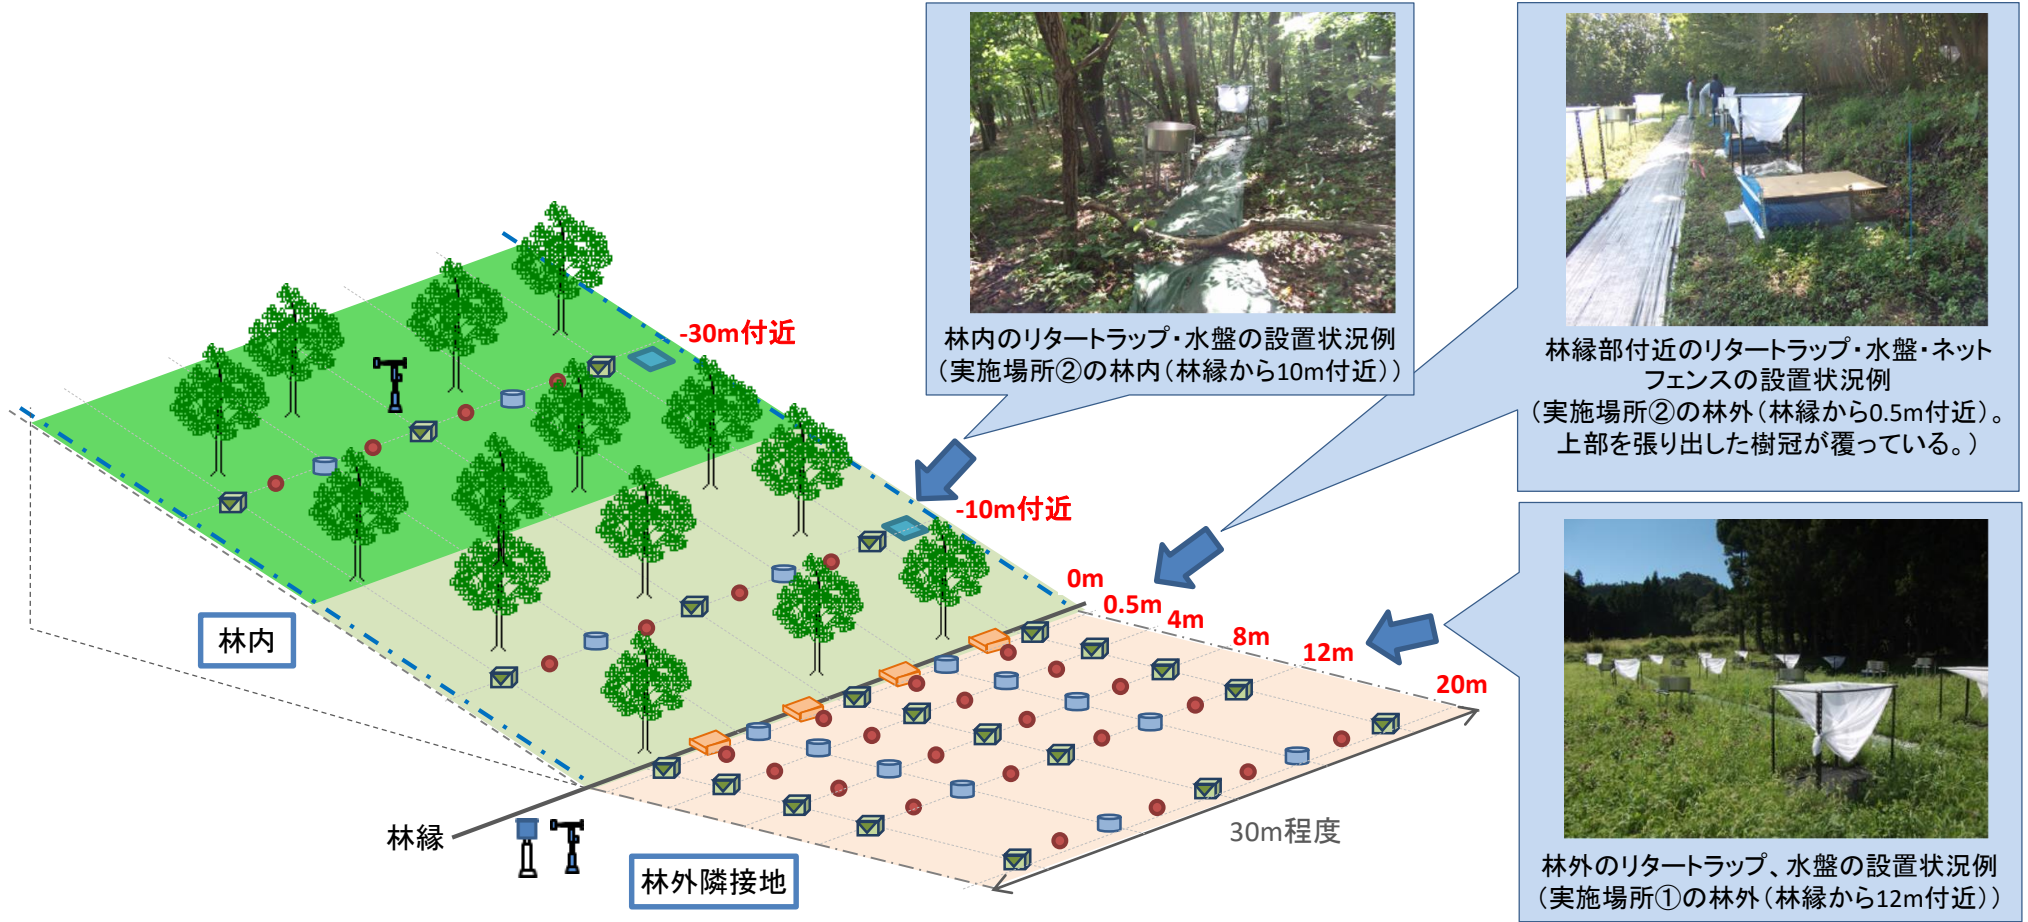 林内のリタートラップ・水盤の設置状況例
(実施場所②の林内(林縁から10m付近))
林縁部付近のリタートラップ・水盤・ネット
フェンスの設置状況例
(実施場所②の林外(林縁から0.5m付近)。
上部を張り出した樹冠が覆っている。)
-30m付近
-10m付近
0m
0.5m
4m
8m
12m
20m
林内
林縁
林外隣接地
30m程度
林外のリタートラップ、水盤の設置状況例
(実施場所①の林外(林縁から12m付近))